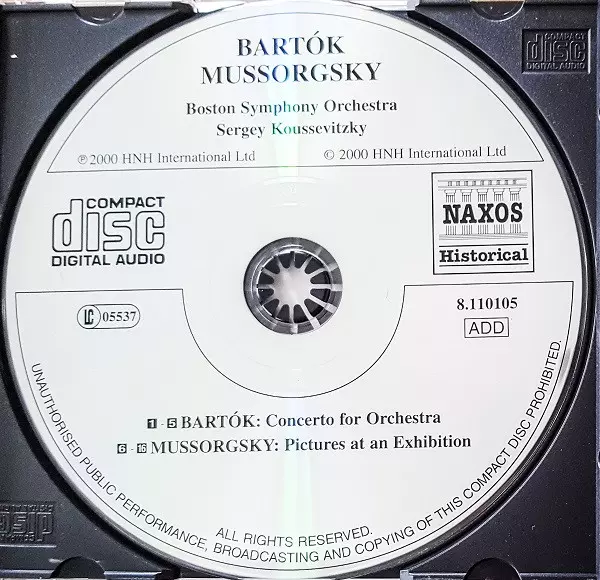 BARTÓK
MUSSORGSKY
Boston Symphony Orchestra
Sergey Koussevitzky
℗ 2000 HNH International Ltd
© 2000 HNH International Ltd
COMPACT
disc
DIGITAL AUDIO
NAXOS
Historical
LC 05537
8.110105
ADD
1 - 5 BARTÓK: Concerto for Orchestra
6 - 16 MUSSORGSKY: Pictures at an Exhibition
ALL RIGHTS RESERVED.
UNAUTHORISED PUBLIC PERFORMANCE, BROADCASTING AND COPYING OF THIS COMPACT DISC PROHIBITED.
COMPACT
disc
DIGITAL AUDIO